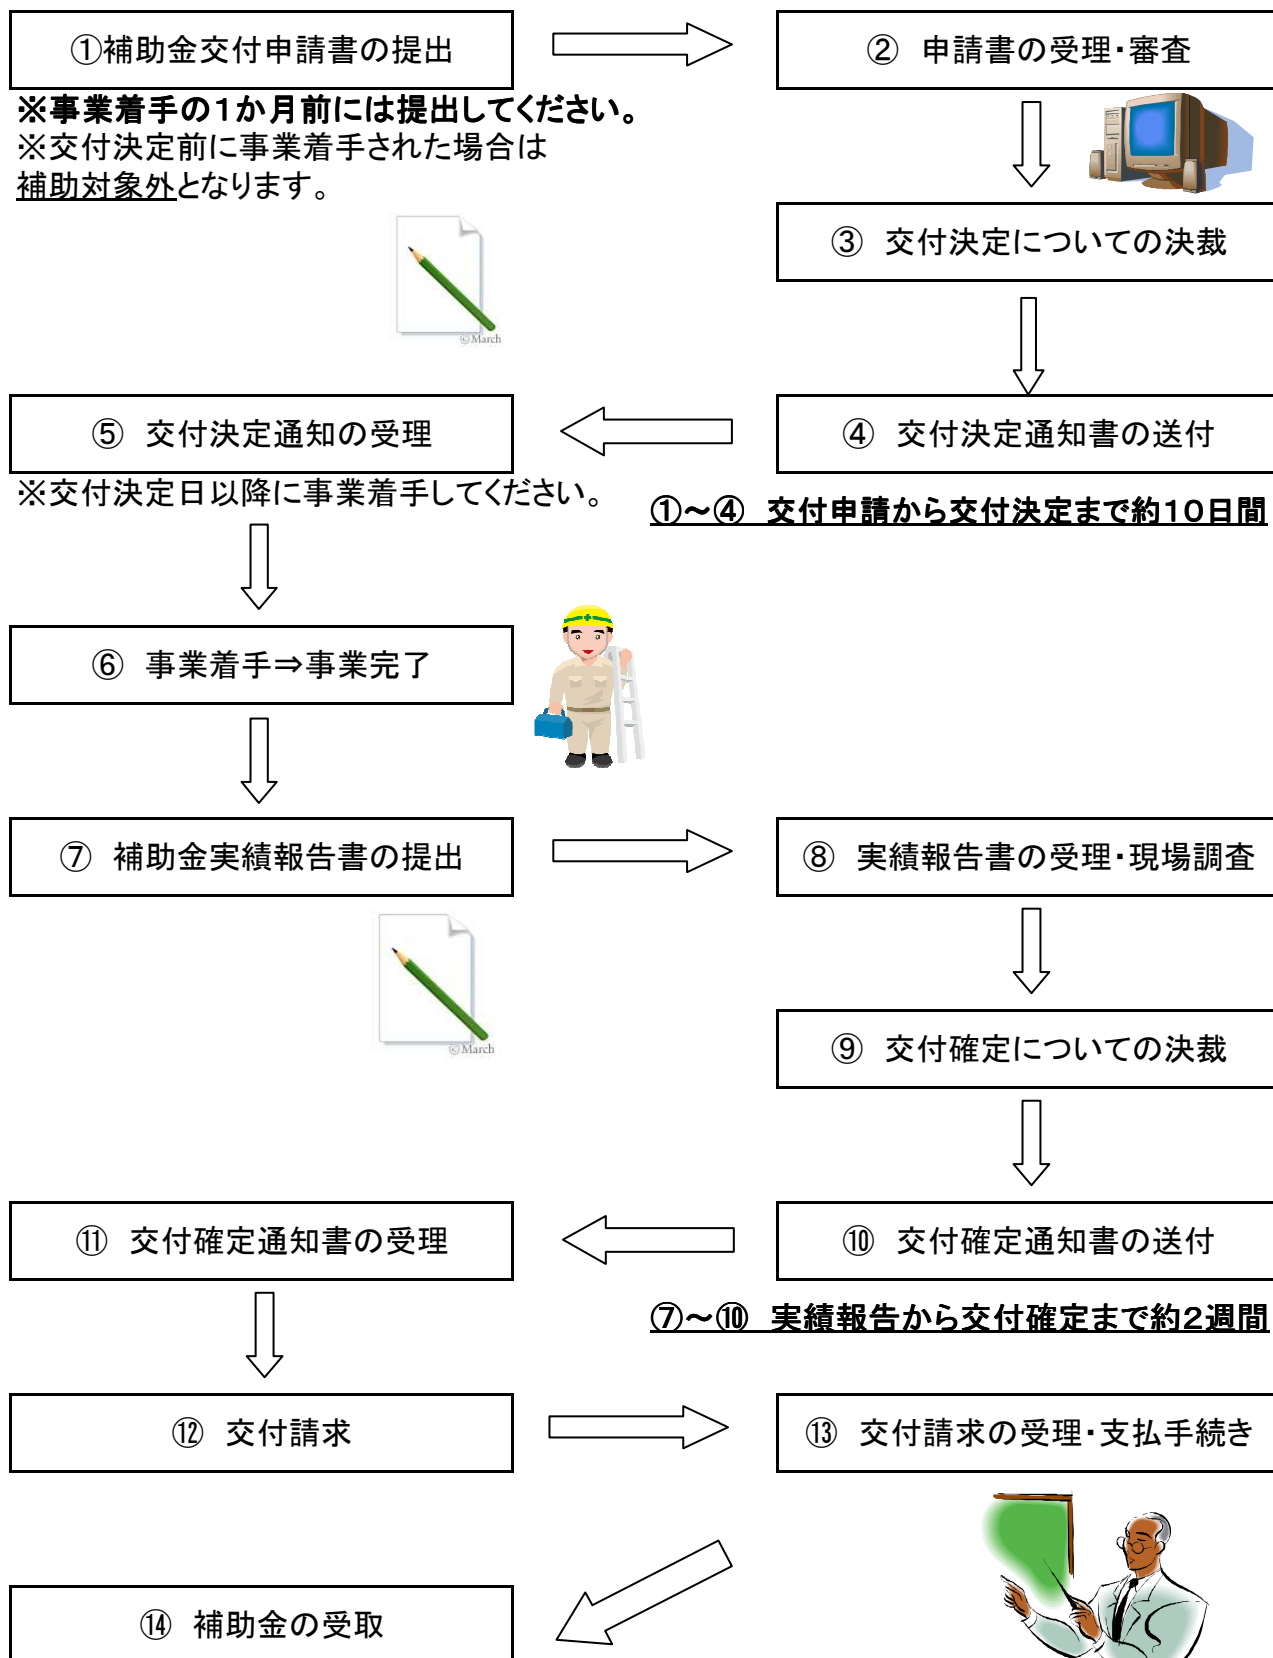 ①補助金交付申請書の提出
② 申請書の受理・審査
※事業着手の1か月前には提出してください。
※交付決定前に事業着手された場合は
補助対象外となります。
③ 交付決定についての決裁
©March
⑤ 交付決定通知の受理
④ 交付決定通知書の送付
※交付決定日以降に事業着手してください。
①～④ 交付申請から交付決定まで約10日間
⑥ 事業着手⇒事業完了
⑦ 補助金実績報告書の提出
⑧ 実績報告書の受理・現場調査
©March
⑨ 交付確定についての決裁
⑪ 交付確定通知書の受理
⑩ 交付確定通知書の送付
⑦～⑩ 実績報告から交付確定まで約2週間
⑫ 交付請求
⑬ 交付請求の受理・支払手続き
⑭ 補助金の受取